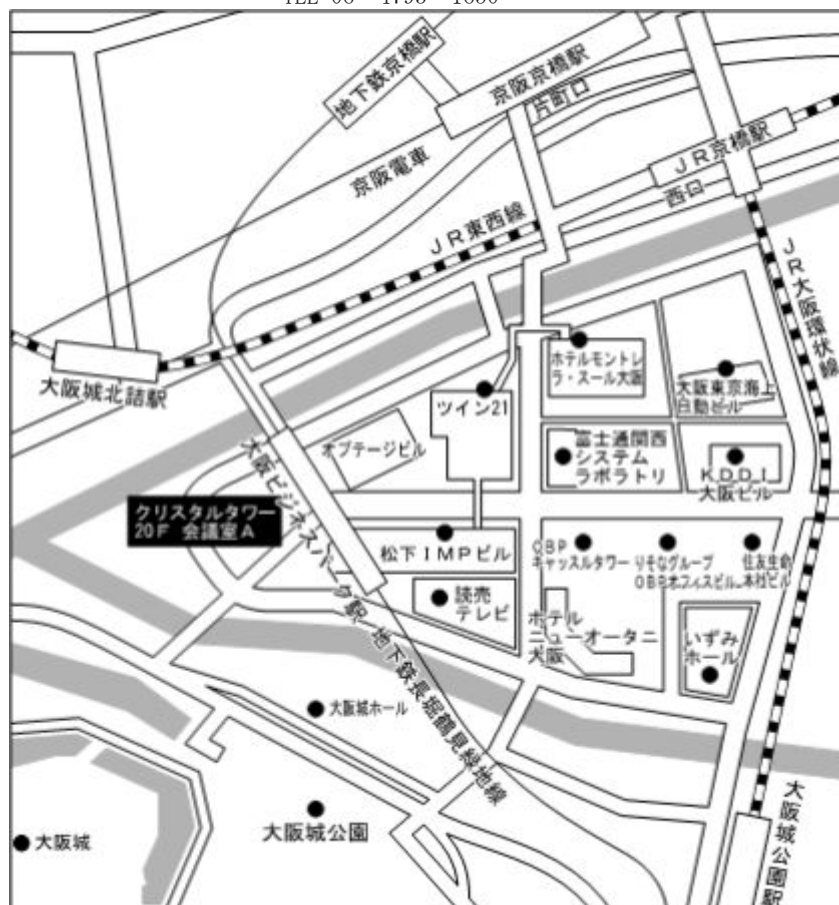 地下鉄京橋駅
京阪京橋駅
片町口
京阪電車
JR京橋駅
西口
JR東西線
JR大阪環状線
大阪城北詰駅
ホテルモントレ
ラ・スール大阪
大阪東京海上
日動ビル
ツイン21
オプテージビル
富士通関西
システム
ラボラトリ
KDDI
大阪ビル
大阪ビジネスパーク駅 地下鉄長堀鶴見緑地線
クリスタルタワー
20F 会議室A
松下IMPビル
OBP
キャッスルタワー
りそなグループ
OBPオフィスビル
住友生命
本社ビル
読売
テレビ
ホテル
ニューオータニ
大阪
いずみ
ホール
大阪城ホール
大阪城公園
大阪城
大阪城公園駅